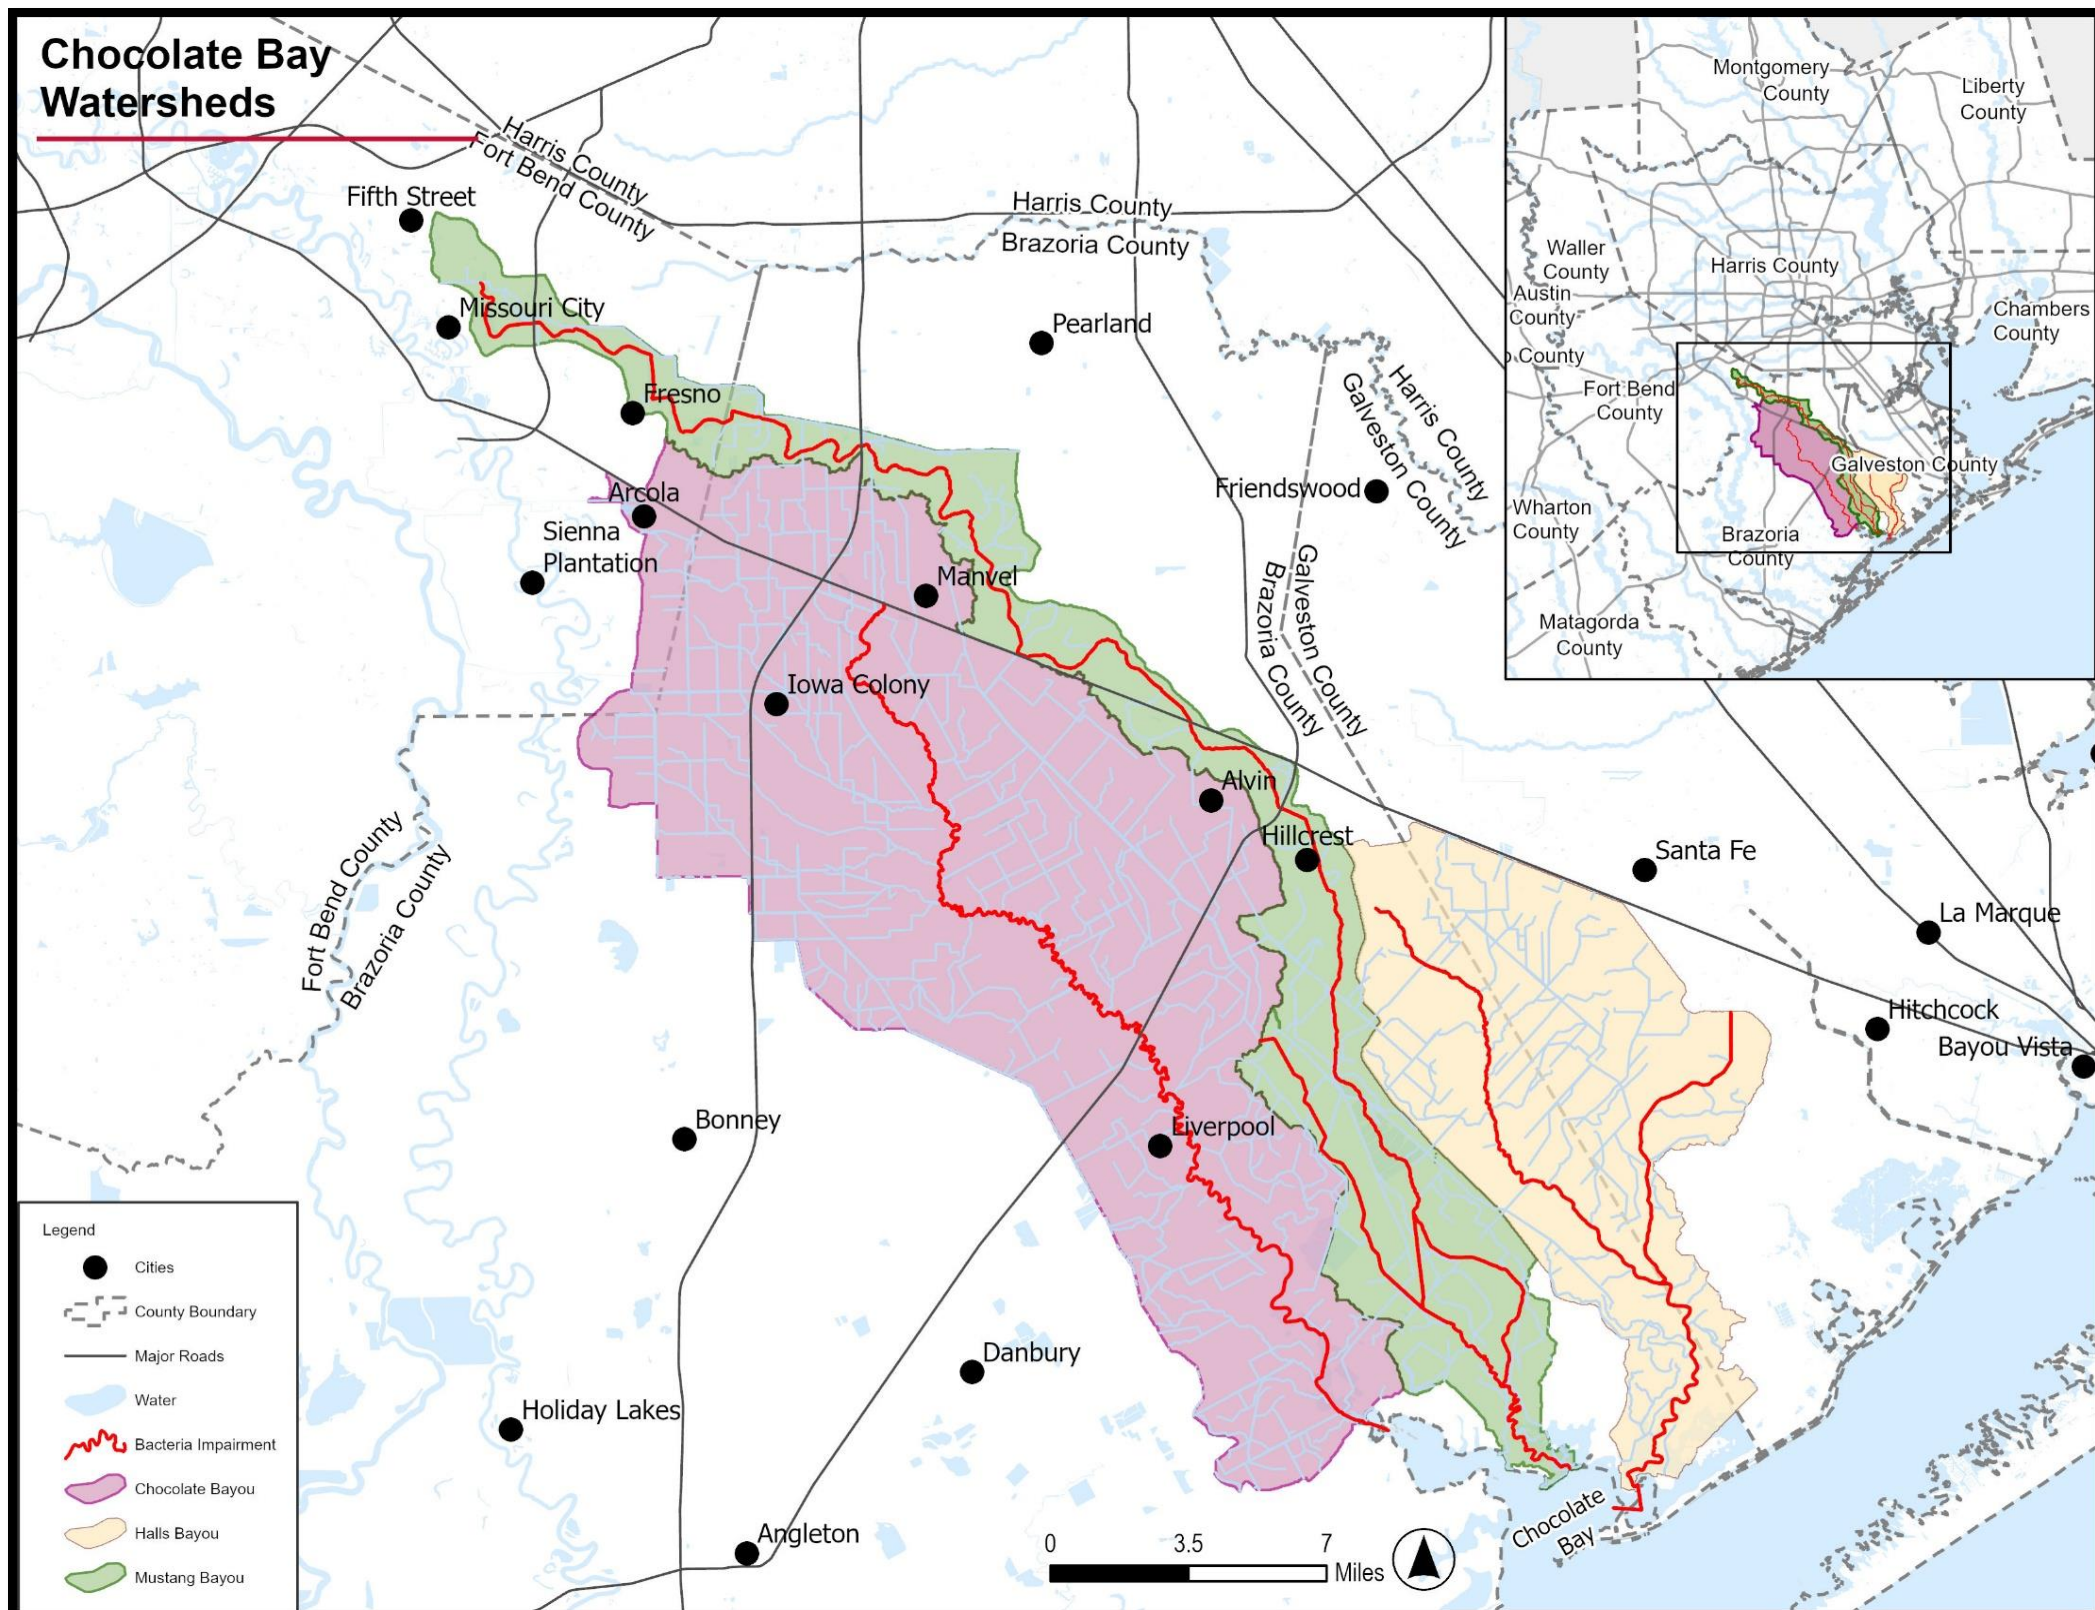 Chocolate Bay
Watersheds
Harris County
Fort Bend County
Fifth Street
Missouri City
Harris County
Brazoria County
Pearland
Fresno
Harris County
Galveston County
Friendswood
Arcola
Sienna
Plantation
Manvel
Galveston County
Brazoria County
Iowa Colony
Alvin
Hillcrest
Santa Fe
Fort Bend County
Brazoria County
La Marque
Hitchcock
Bayou Vista
Bonney
Liverpool
Danbury
Holiday Lakes
Angleton
Chocolate
Bay
Montgomery
County
Liberty
County
Waller
County
Harris County
Austin
County
Chambers
County
County
Fort Bend
County
Galveston County
Wharton
County
Brazoria
County
Matagorda
County
Legend
Cities
County Boundary
Major Roads
Water
Bacteria Impairment
Chocolate Bayou
Halls Bayou
Mustang Bayou
0 3.5 7
Miles